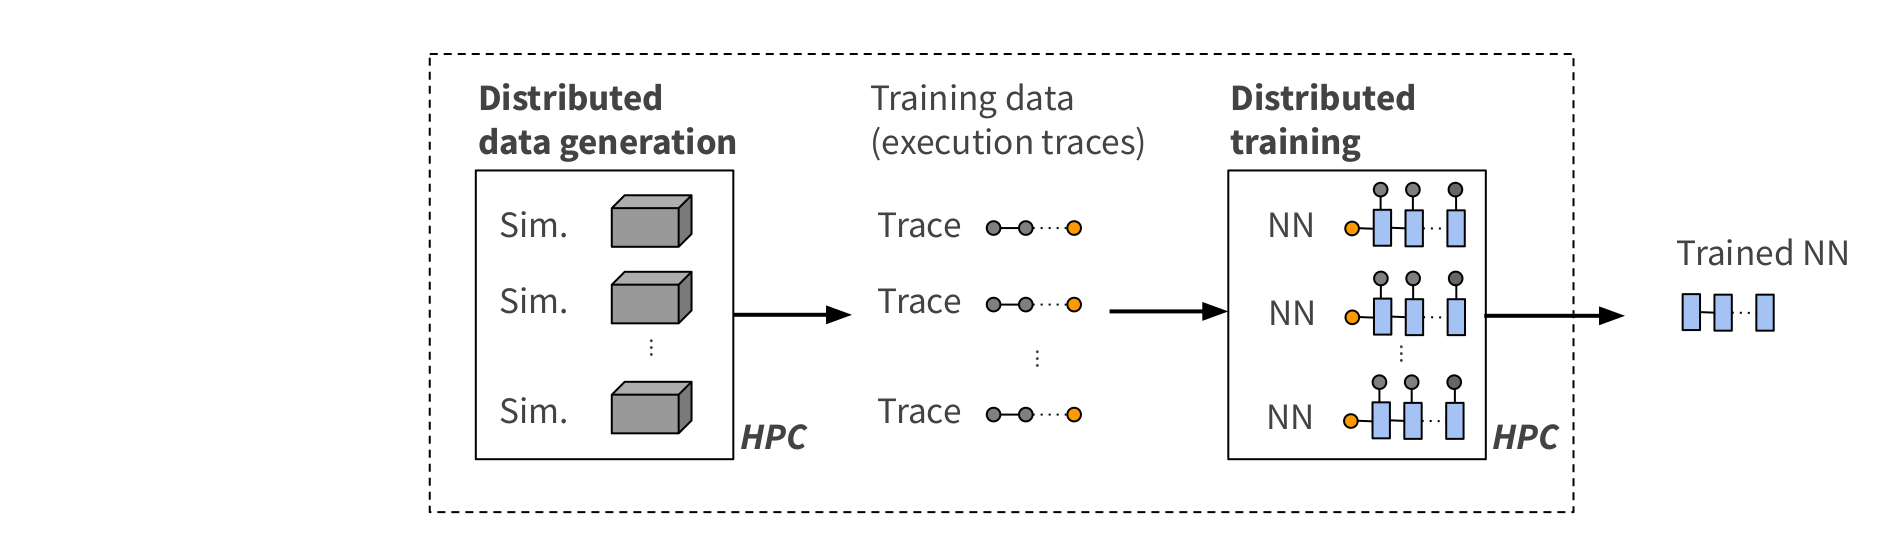 Distributed
data generation
Sim.
Sim.
Sim.
HPC
Training data
(execution traces)
Trace
Trace
Trace
Distributed
training
NN
NN
NN
HPC
Trained NN